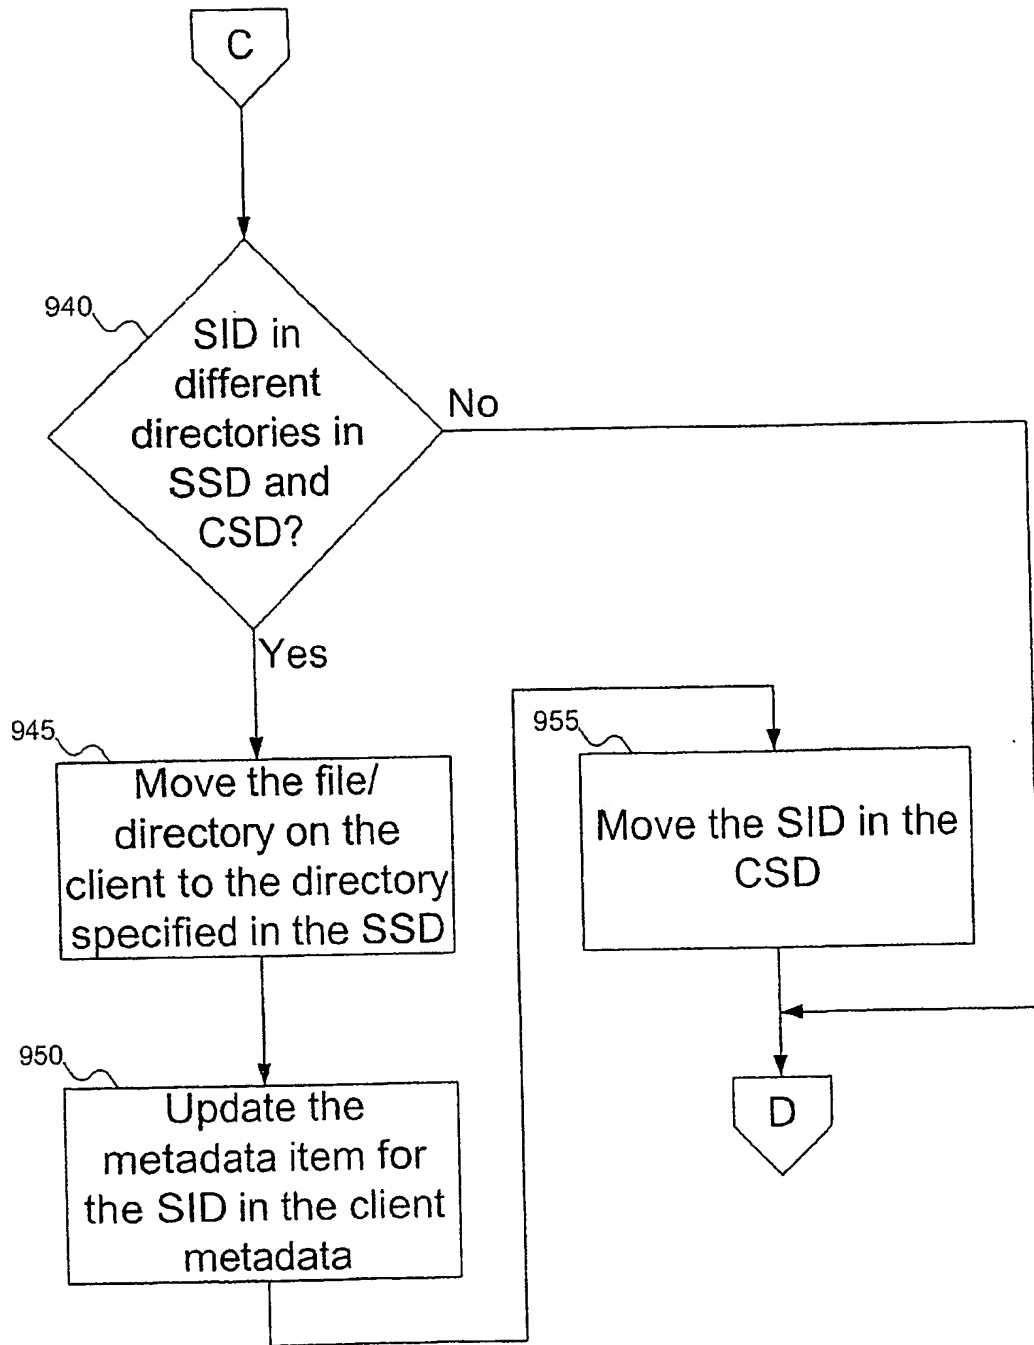 C
940
SID in
different
directories in
SSD and
CSD?
No
Yes
945
Move the file/
directory on the
client to the directory
specified in the SSD
950
Update the
metadata item for
the SID in the client
metadata
955
Move the SID in the
CSD
D